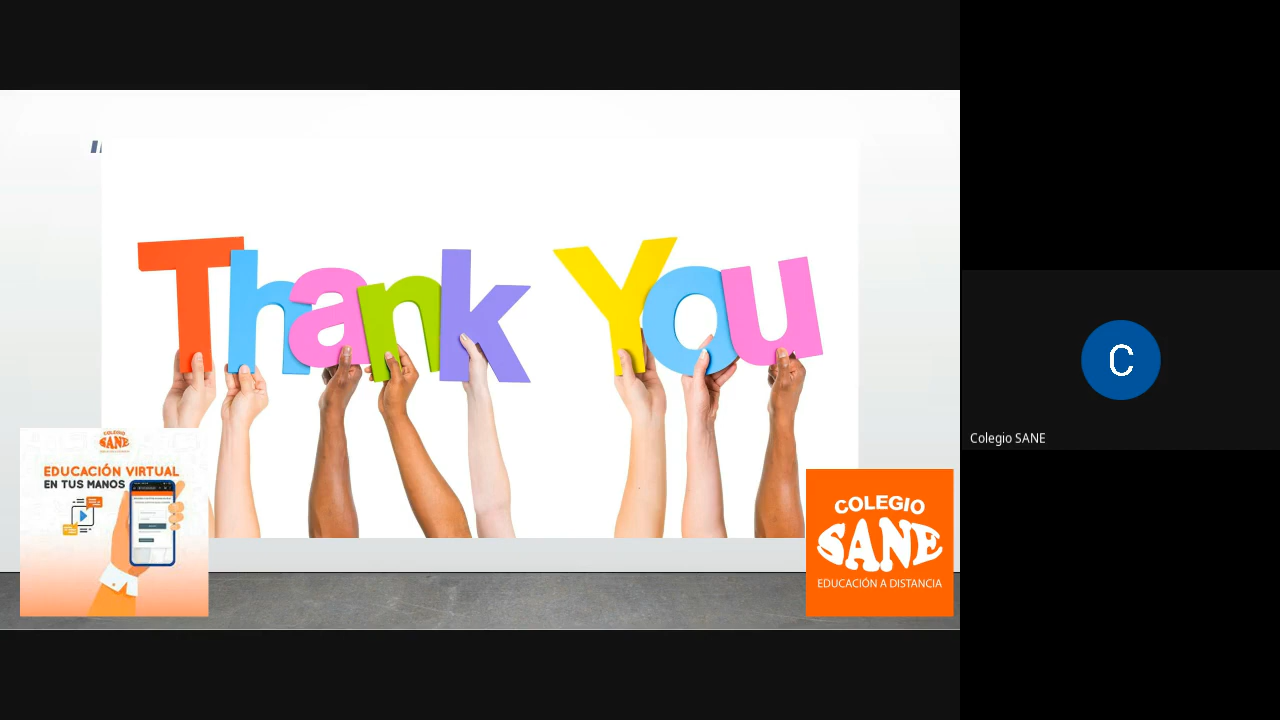 "
Thank You
COLEGIO
SANE
EDUCACIÓN VIRTUAL
EN TUS MANOS
COLEGIO
SANE
EDUCACIÓN A DISTANCIA
C
Colegio SANE